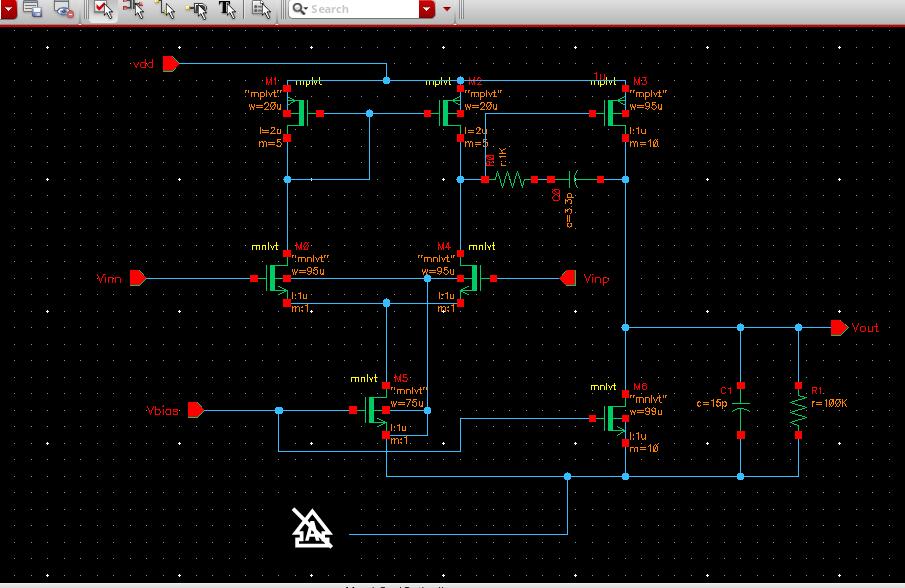 Search
vdd
M1
mplvt
"mplvt"
w=20u
l=2u
m=5
mplvt
M2
"mplvt"
w=20u
l=2u
m=5
mplvt
M3
"mplvt"
w=95u
l:1u
m=10
R0
r:1K
C0
c=3.3p
Vinn
mnlvt
M0
"mnlvt"
w=95u
l:1u
m:1
M4
mnlvt
"mnlvt"
w=95u
l:1u
m:1
Vinp
Vout
Vbias
mnlvt
M5
"mnlvt"
w=75u
l:1u
m:1
mnlvt
M6
"mnlvt"
w=99u
l:1u
m=10
C1
c=15p
R1
r=100K
A